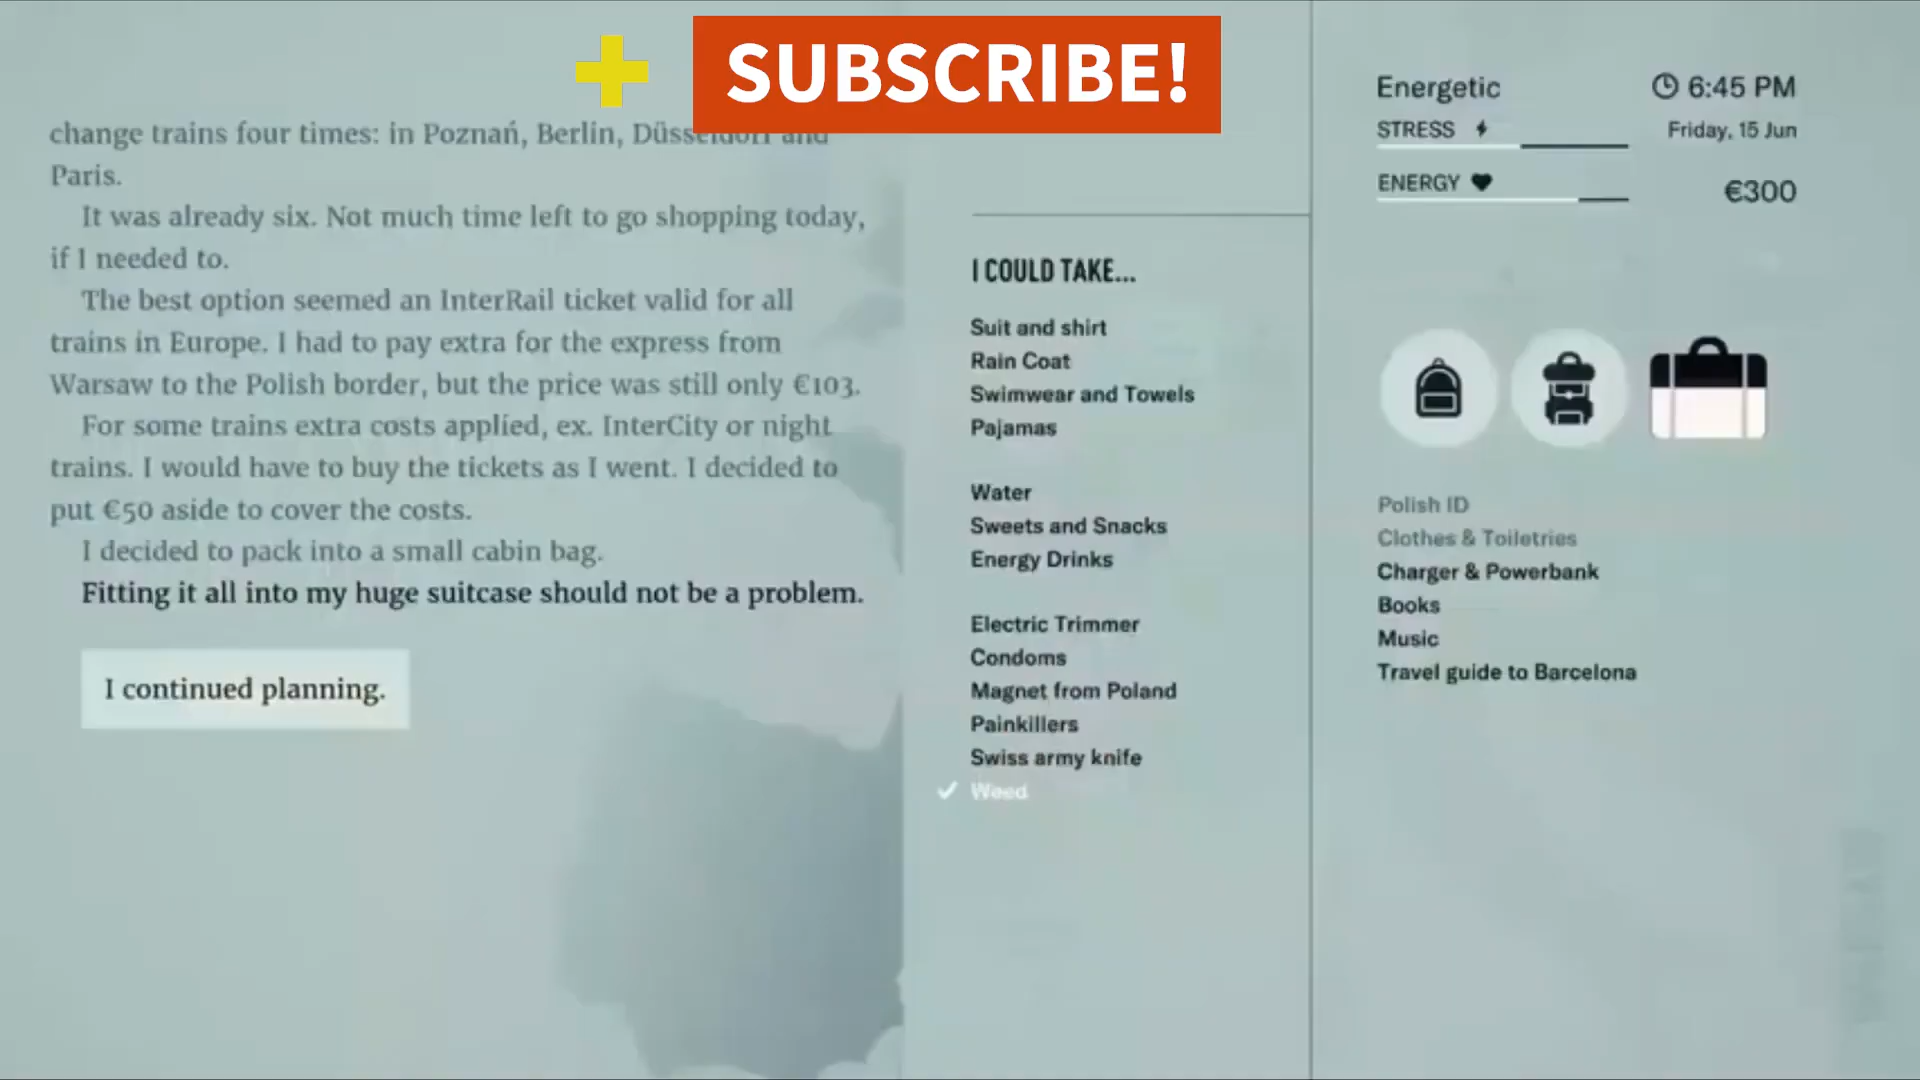 SUBSCRIBE!
change trains four times: in Poznań, Berlin, Düsseldorf and
Paris.
It was already six. Not much time left to go shopping today,
if I needed to.
The best option seemed an InterRail ticket valid for all
trains in Europe. I had to pay extra for the express from
Warsaw to the Polish border, but the price was still only €103.
For some trains extra costs applied, ex. InterCity or night
trains. I would have to buy the tickets as I went. I decided to
put €50 aside to cover the costs.
I decided to pack into a small cabin bag.
Fitting it all into my huge suitcase should not be a problem.
I continued planning.
I COULD TAKE...
Suit and shirt
Rain Coat
Swimwear and Towels
Pajamas
Water
Sweets and Snacks
Energy Drinks
Electric Trimmer
Condoms
Magnet from Poland
Painkillers
Swiss army knife
Weed
Energetic
6:45 PM
STRESS
Friday, 15 Jun
ENERGY
€300
Polish ID
Clothes & Toiletries
Charger & Powerbank
Books
Music
Travel guide to Barcelona